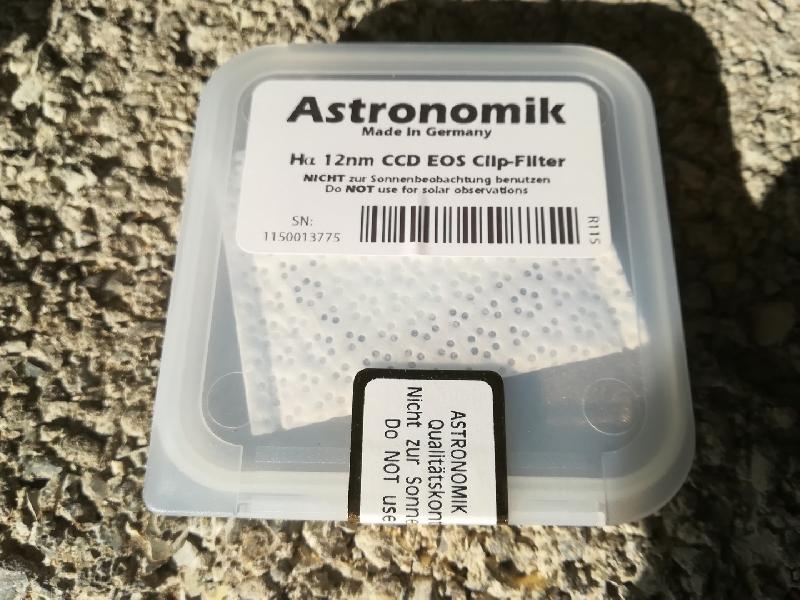 Astronomik
Made In Germany
Hα 12nm CCD EOS Clip-Filter
NICHT zur Sonnenbeobachtung benutzen
Do NOT use for solar observations
SN:
1150013775
R115
ASTRONOMIK
Qualitätskon
Nicht zur Sonne
Do NOT use